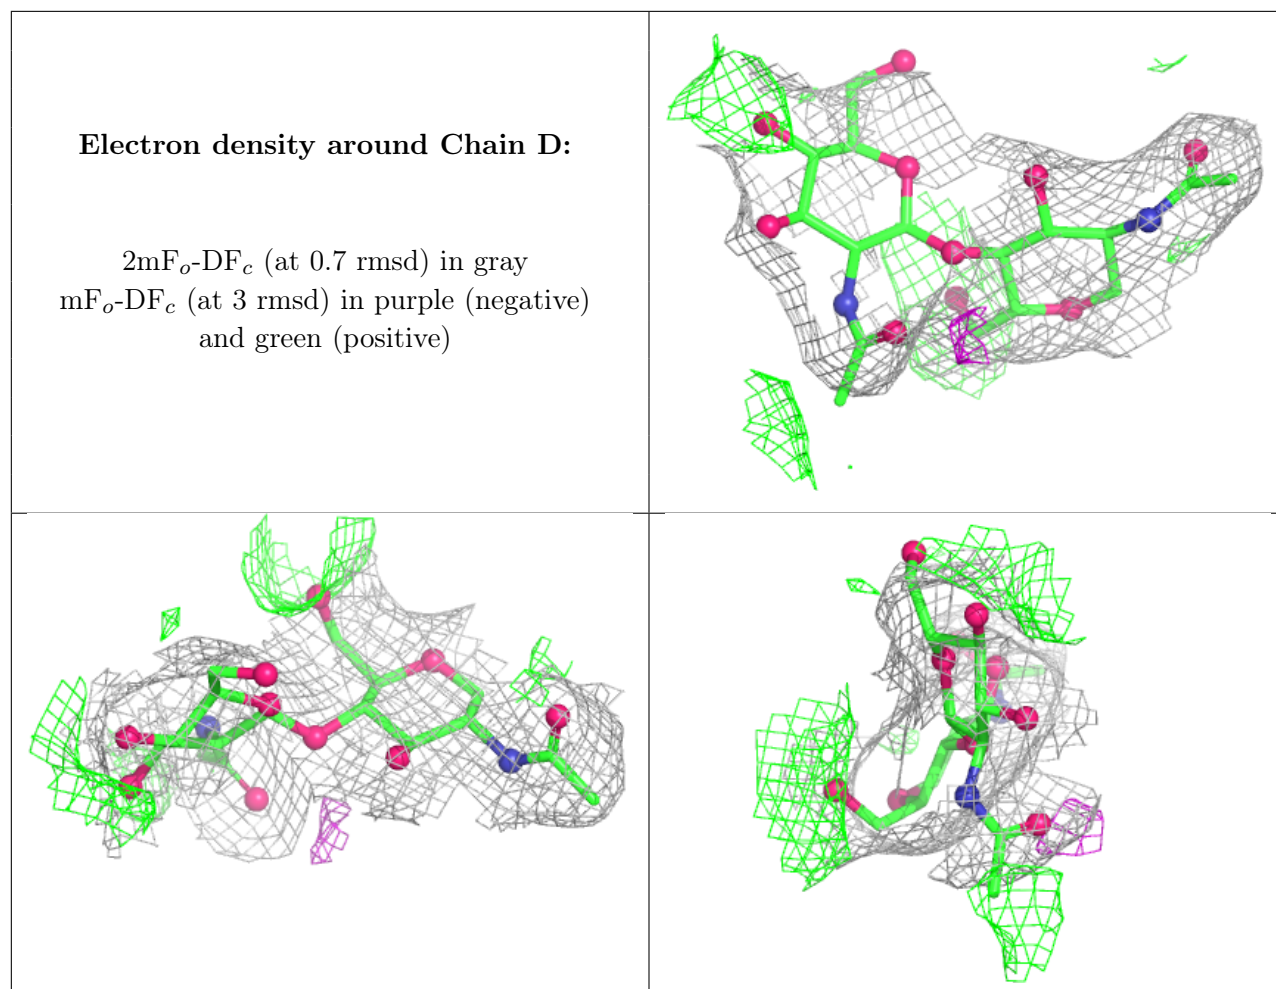 Electron density around Chain D:
2mFₒ-DF𝒸 (at 0.7 rmsd) in gray
mFₒ-DF𝒸 (at 3 rmsd) in purple (negative)
and green (positive)